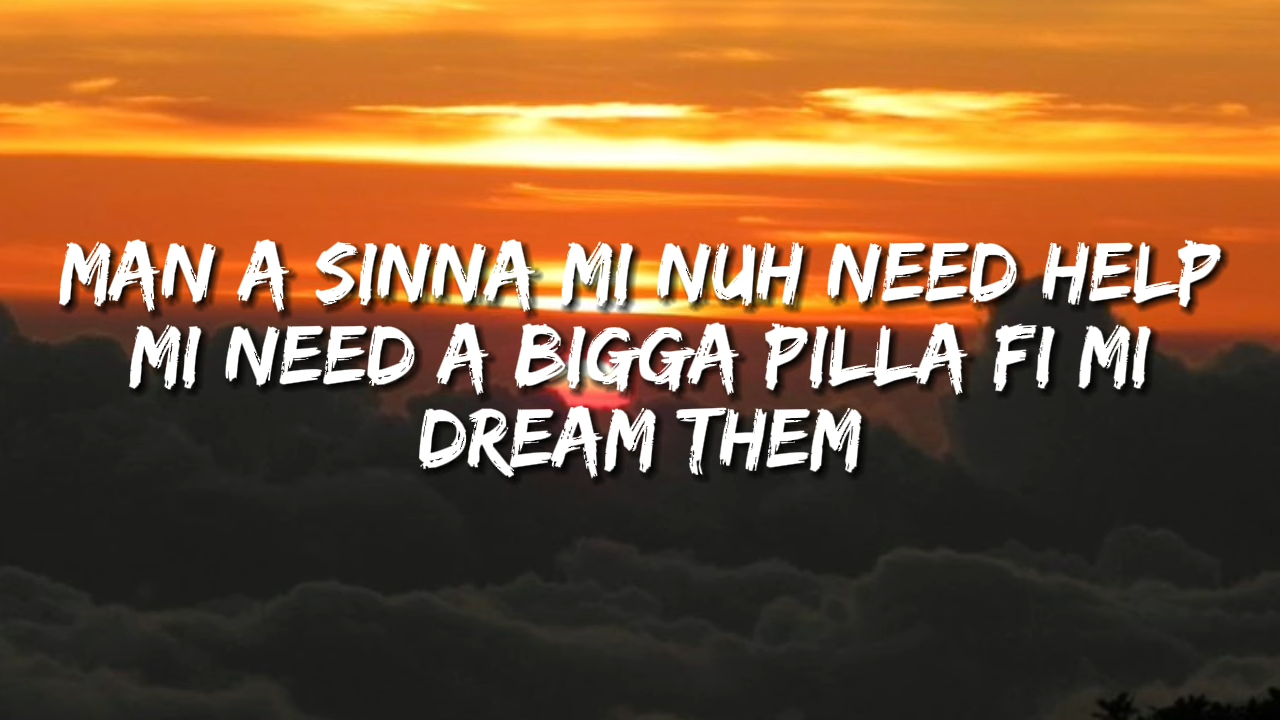 MAN A SINNA MI NUH NEED HELP
MI NEED A BIGGA PILLA FI MI
DREAM THEM